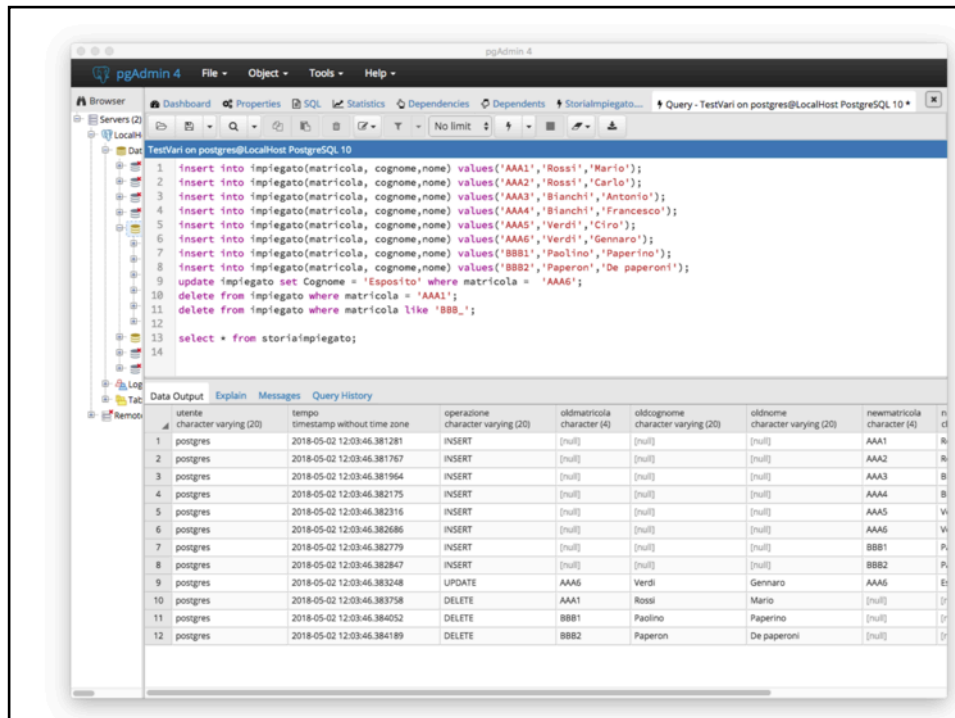 pgAdmin 4
pgAdmin 4 File Object Tools Help
Browser Dashboard Properties SQL Statistics Dependencies Dependents StoriaImpiegato.... Query - TestVari on postgres@LocalHost PostgreSQL 10 *
Servers (2)
LocalH
Dat
Log
Tab
Remot
No limit
TestVari on postgres@LocalHost PostgreSQL 10
1 insert into impiegato(matricola, cognome,nome) values('AAA1','Rossi','Mario');
2 insert into impiegato(matricola, cognome,nome) values('AAA2','Rossi','Carlo');
3 insert into impiegato(matricola, cognome,nome) values('AAA3','Bianchi','Antonio');
4 insert into impiegato(matricola, cognome,nome) values('AAA4','Bianchi','Francesco');
5 insert into impiegato(matricola, cognome,nome) values('AAA5','Verdi','Ciro');
6 insert into impiegato(matricola, cognome,nome) values('AAA6','Verdi','Gennaro');
7 insert into impiegato(matricola, cognome,nome) values('BBB1','Paolino','Paperino');
8 insert into impiegato(matricola, cognome,nome) values('BBB2','Paperon','De paperoni');
9 update impiegato set Cognome = 'Esposito' where matricola = 'AAA6';
10 delete from impiegato where matricola = 'AAA1';
11 delete from impiegato where matricola like 'BBB_';
12
13 select * from storiaimpiegato;
14
Data Output Explain Messages Query History
utente tempo operazione oldmatricola oldcognome oldnome newmatricola n
character varying (20) timestamp without time zone character varying (20) character (4) character varying (20) character varying (20) character (4) cl
1 postgres 2018-05-02 12:03:46.381281 INSERT [null] [null] [null] AAA1 R
2 postgres 2018-05-02 12:03:46.381767 INSERT [null] [null] [null] AAA2 R
3 postgres 2018-05-02 12:03:46.381964 INSERT [null] [null] [null] AAA3 B
4 postgres 2018-05-02 12:03:46.382175 INSERT [null] [null] [null] AAA4 B
5 postgres 2018-05-02 12:03:46.382316 INSERT [null] [null] [null] AAA5 Ve
6 postgres 2018-05-02 12:03:46.382686 INSERT [null] [null] [null] AAA6 Ve
7 postgres 2018-05-02 12:03:46.382779 INSERT [null] [null] [null] BBB1 Pa
8 postgres 2018-05-02 12:03:46.382847 INSERT [null] [null] [null] BBB2 Pa
9 postgres 2018-05-02 12:03:46.383248 UPDATE AAA6 Verdi Gennaro AAA6 Es
10 postgres 2018-05-02 12:03:46.383758 DELETE AAA1 Rossi Mario [null] [n
11 postgres 2018-05-02 12:03:46.384052 DELETE BBB1 Paolino Paperino [null] [n
12 postgres 2018-05-02 12:03:46.384189 DELETE BBB2 Paperon De paperoni [null] [n